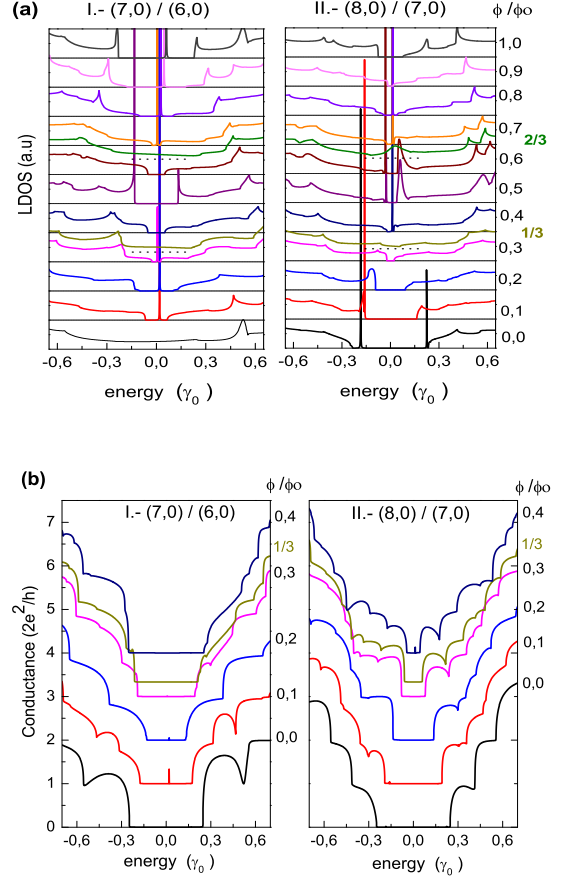 (a)
I.- (7,0) / (6,0)
II.- (8,0) / (7,0)
ϕ /ϕo
LDOS (a.u)
1,0
0,9
0,8
0,7
2/3
0,6
0,5
0,4
1/3
0,3
0,2
0,1
0,0
-0,6 -0,3 0,0 0,3 0,6
-0,6 -0,3 0,0 0,3 0,6
energy (γ0)
energy (γ0)
(b)
ϕ /ϕo
ϕ /ϕo
I.- (7,0) / (6,0)
II.- (8,0) / (7,0)
Conductance (2e²/h)
7
6
5
4
3
2
1
0
0,4
1/3
0,3
0,2
0,1
0,0
0,4
1/3
0,3
0,2
0,1
0,0
-0,6 -0,3 0,0 0,3 0,6
-0,6 -0,3 0,0 0,3 0,6
energy (γ0)
energy (γ0)